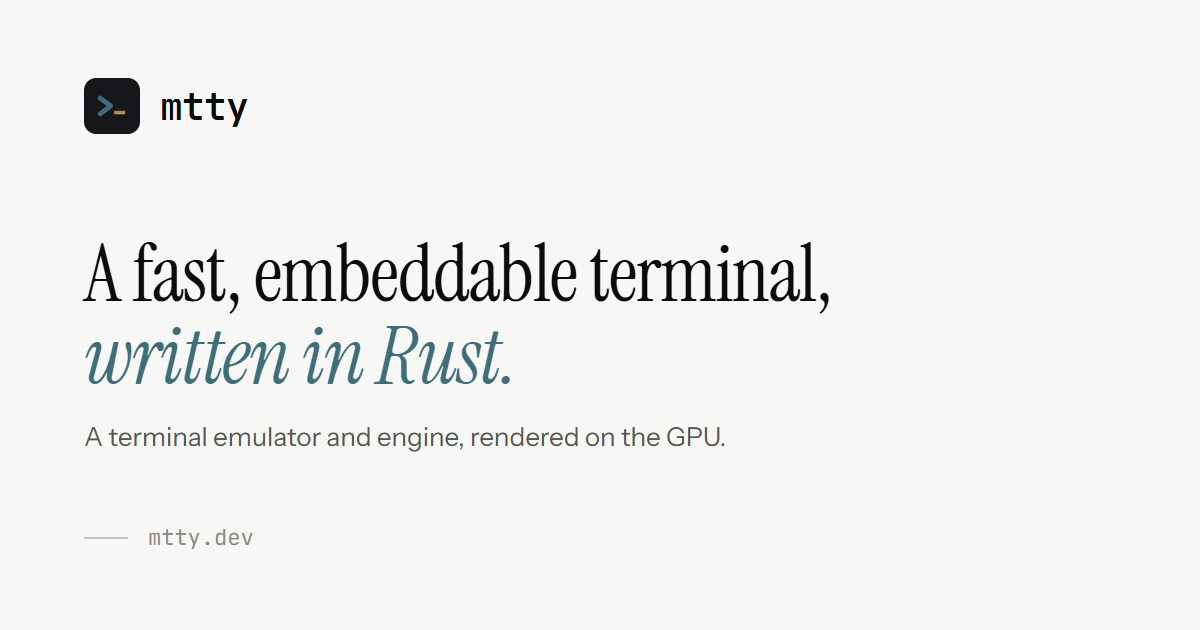 mtty
A fast, embeddable terminal,
written in Rust.
A terminal emulator and engine, rendered on the GPU.
mtty.dev